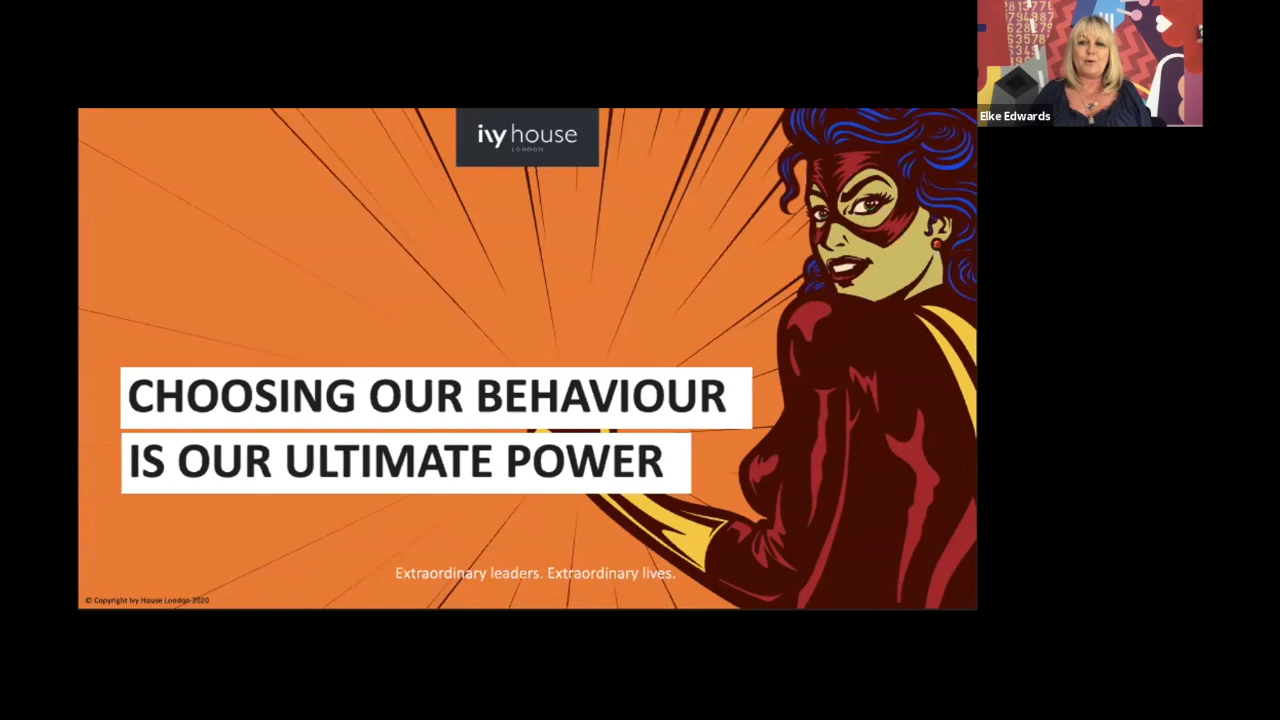 ivy house
LONDON
CHOOSING OUR BEHAVIOUR
IS OUR ULTIMATE POWER
Extraordinary leaders. Extraordinary lives.
© Copyright Ivy House London 2020
Elke Edwards